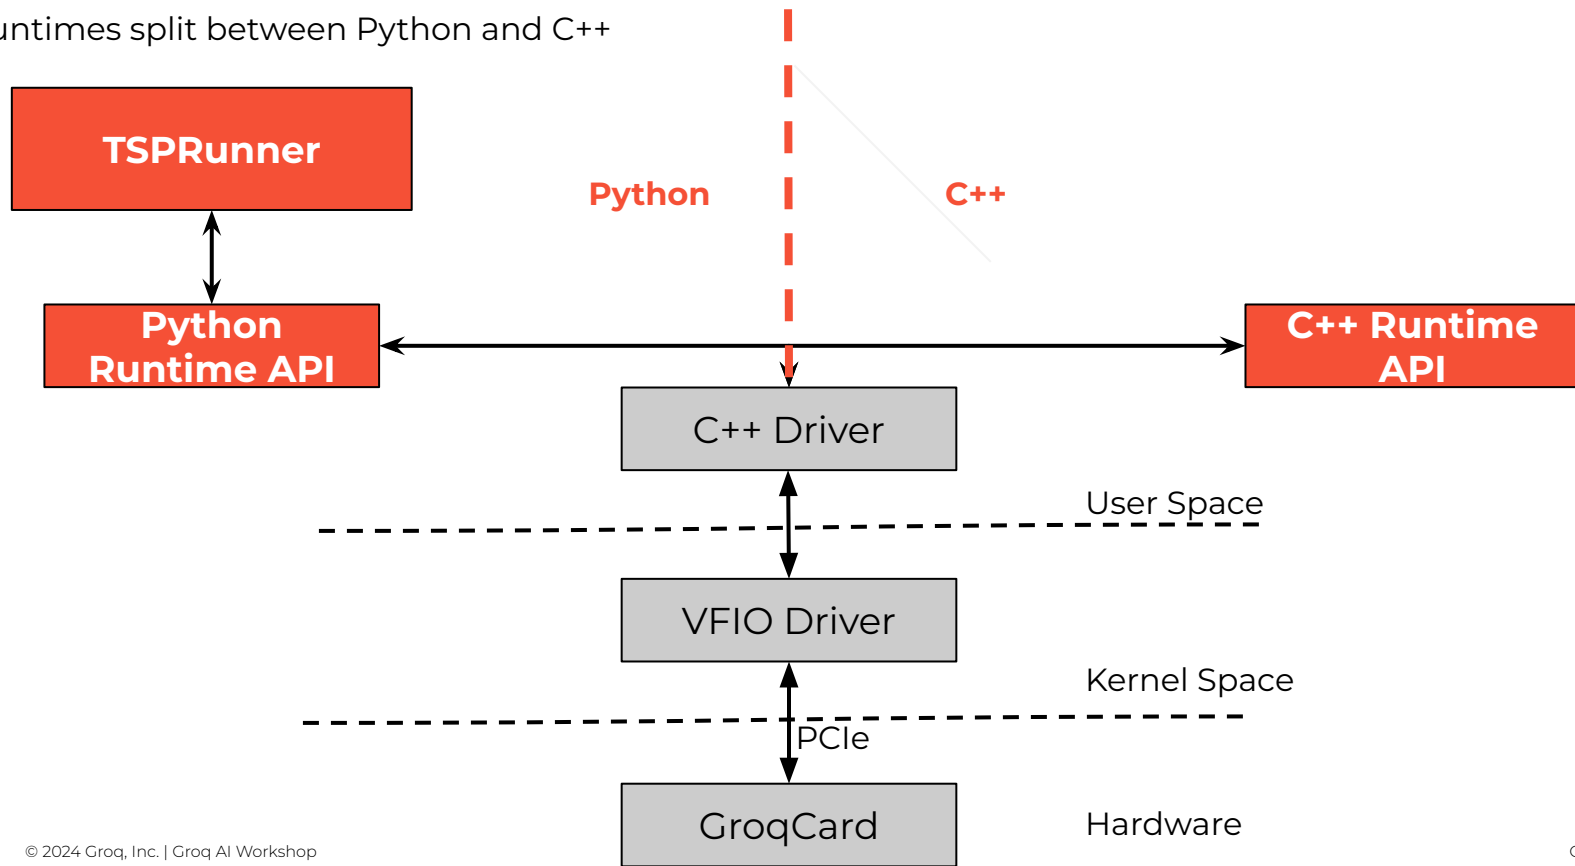 untimes split between Python and C++
TSPRunner
Python
C++
Python
Runtime API
C++ Runtime
API
C++ Driver
User Space
VFIO Driver
Kernel Space
PCIe
GroqCard
Hardware
© 2024 Groq, Inc. | Groq AI Workshop